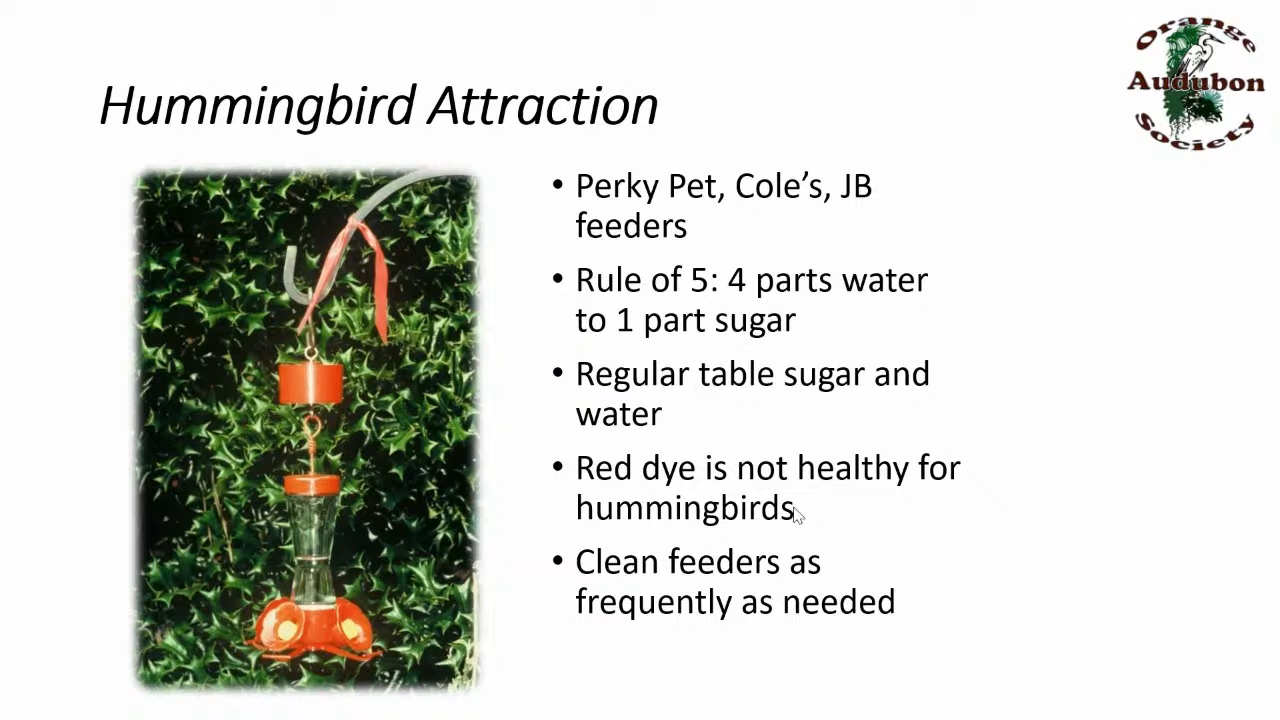 Orange
Audubon
Society
Hummingbird Attraction
• Perky Pet, Cole’s, JB
feeders
• Rule of 5: 4 parts water
to 1 part sugar
• Regular table sugar and
water
• Red dye is not healthy for
hummingbirds
• Clean feeders as
frequently as needed